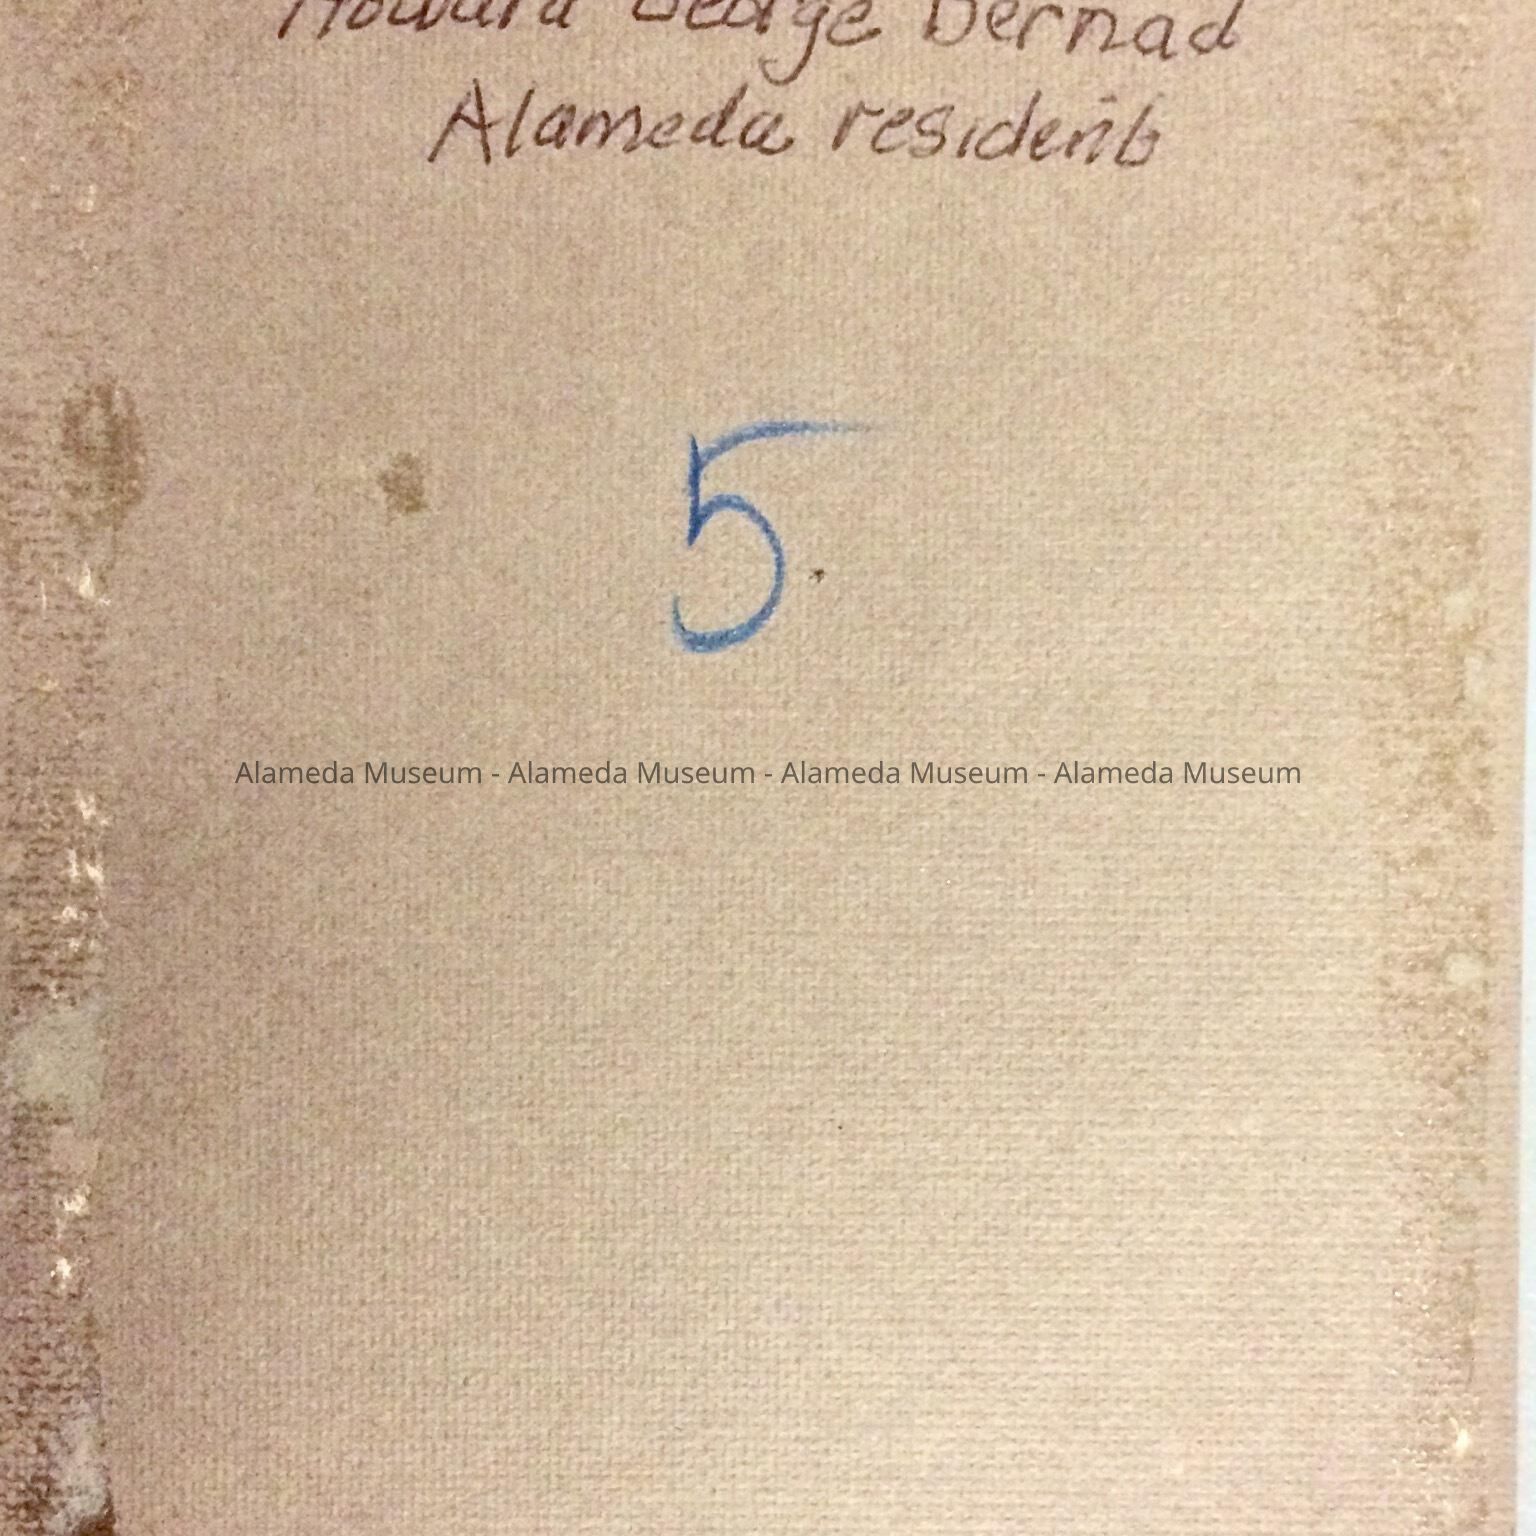 Howard George Bernad
Alameda resident
5
Alameda Museum - Alameda Museum - Alameda Museum - Alameda Museum